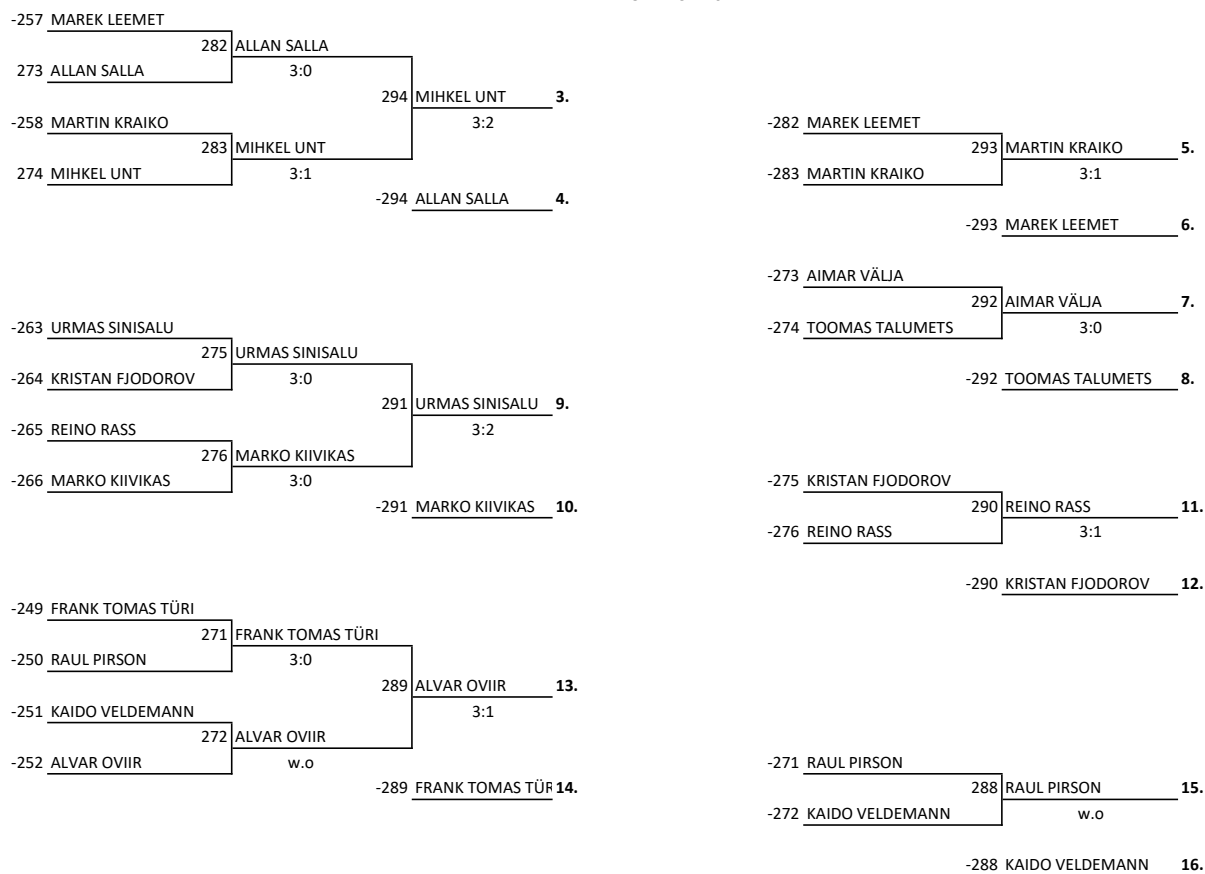 -257 MAREK LEEMET
282 ALLAN SALLA
273 ALLAN SALLA 3:0
294 MIHKEL UNT 3.
-258 MARTIN KRAIKO 3:2 -282 MAREK LEEMET
283 MIHKEL UNT 293 MARTIN KRAIKO 5.
274 MIHKEL UNT 3:1 -283 MARTIN KRAIKO 3:1
-294 ALLAN SALLA 4.
-293 MAREK LEEMET 6.
-273 AIMAR VÄLJA
292 AIMAR VÄLJA 7.
-263 URMAS SINISALU -274 TOOMAS TALUMETS 3:0
275 URMAS SINISALU
-264 KRISTAN FJODOROV 3:0 -292 TOOMAS TALUMETS 8.
291 URMAS SINISALU 9.
-265 REINO RASS 3:2
276 MARKO KIIVIKAS
-266 MARKO KIIVIKAS 3:0 -275 KRISTAN FJODOROV
-291 MARKO KIIVIKAS 10. 290 REINO RASS 11.
-276 REINO RASS 3:1
-290 KRISTAN FJODOROV 12.
-249 FRANK TOMAS TÜRI
271 FRANK TOMAS TÜRI
-250 RAUL PIRSON 3:0
289 ALVAR OVIIR 13.
-251 KAIDO VELDEMANN 3:1
272 ALVAR OVIIR
-252 ALVAR OVIIR w.o -271 RAUL PIRSON
-289 FRANK TOMAS TÜR 14. 288 RAUL PIRSON 15.
-272 KAIDO VELDEMANN w.o
-288 KAIDO VELDEMANN 16.